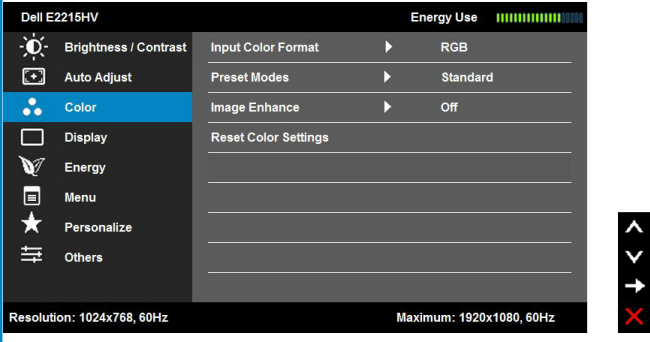 Dell E2215HV Energy Use
Brightness / Contrast Input Color Format RGB
Auto Adjust Preset Modes Standard
Color Image Enhance Off
Display Reset Color Settings
Energy
Menu
Personalize
Others
Resolution: 1024x768, 60Hz Maximum: 1920x1080, 60Hz